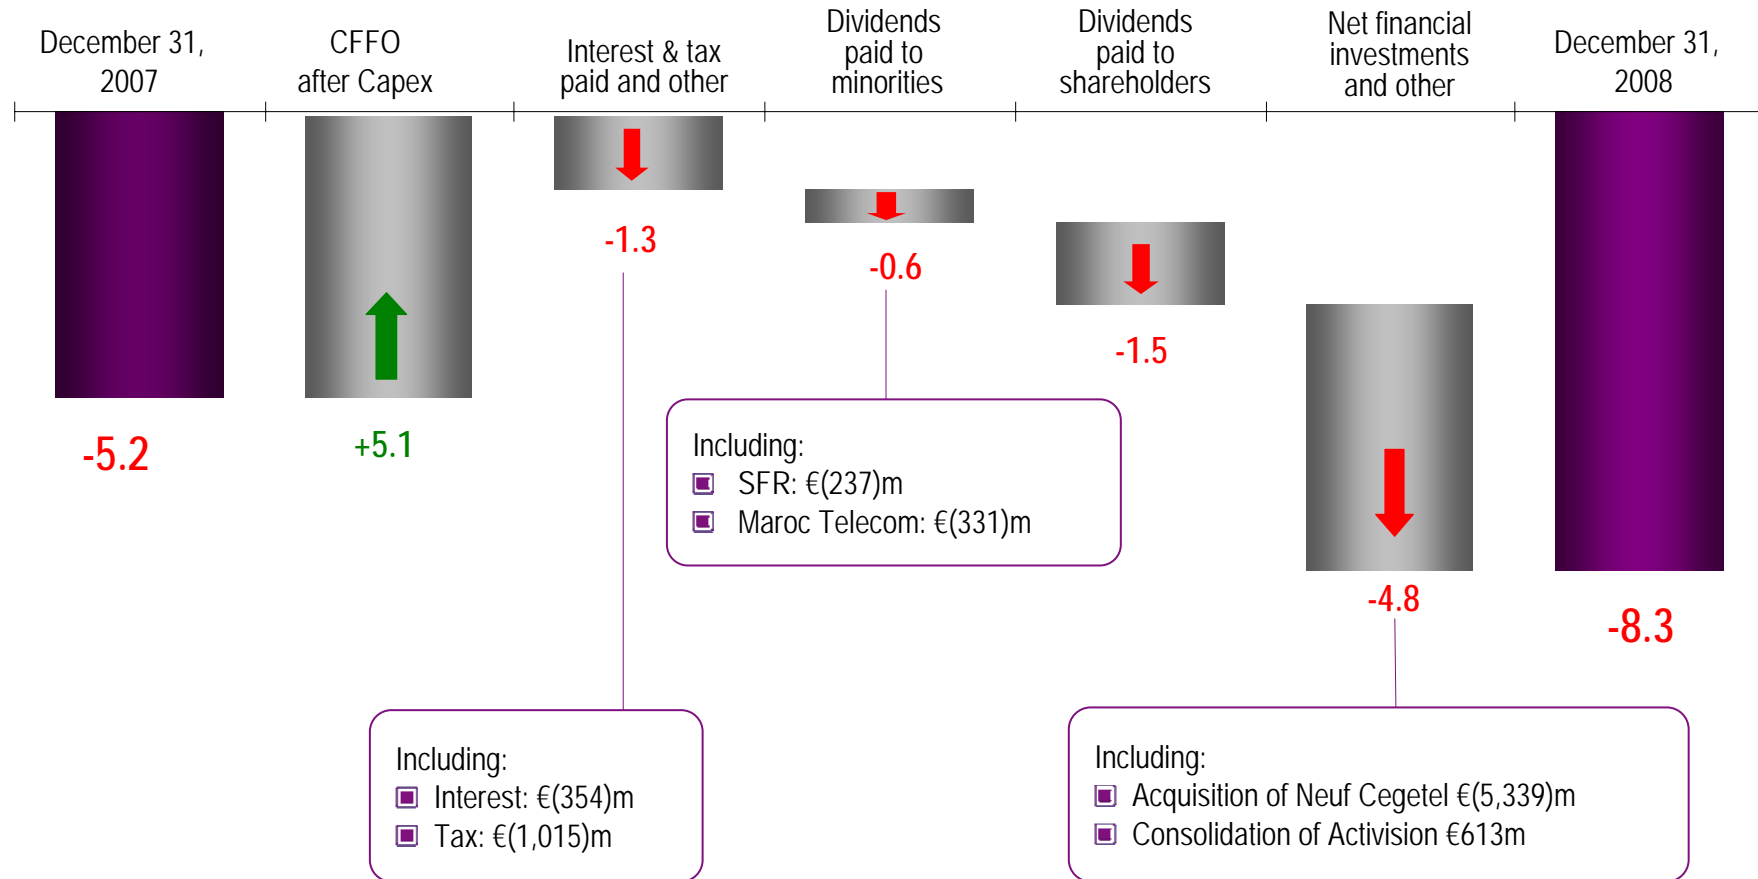 December 31,
2007
CFFO
after Capex
Interest & tax
paid and other
Dividends
paid to
minorities
Dividends
paid to
shareholders
Net financial
investments
and other
December 31,
2008
-5.2
+5.1
-1.3
-0.6
-1.5
-4.8
-8.3
Including:
SFR: €(237)m
Maroc Telecom: €(331)m
Including:
Interest: €(354)m
Tax: €(1,015)m
Including:
Acquisition of Neuf Cegetel €(5,339)m
Consolidation of Activision €613m